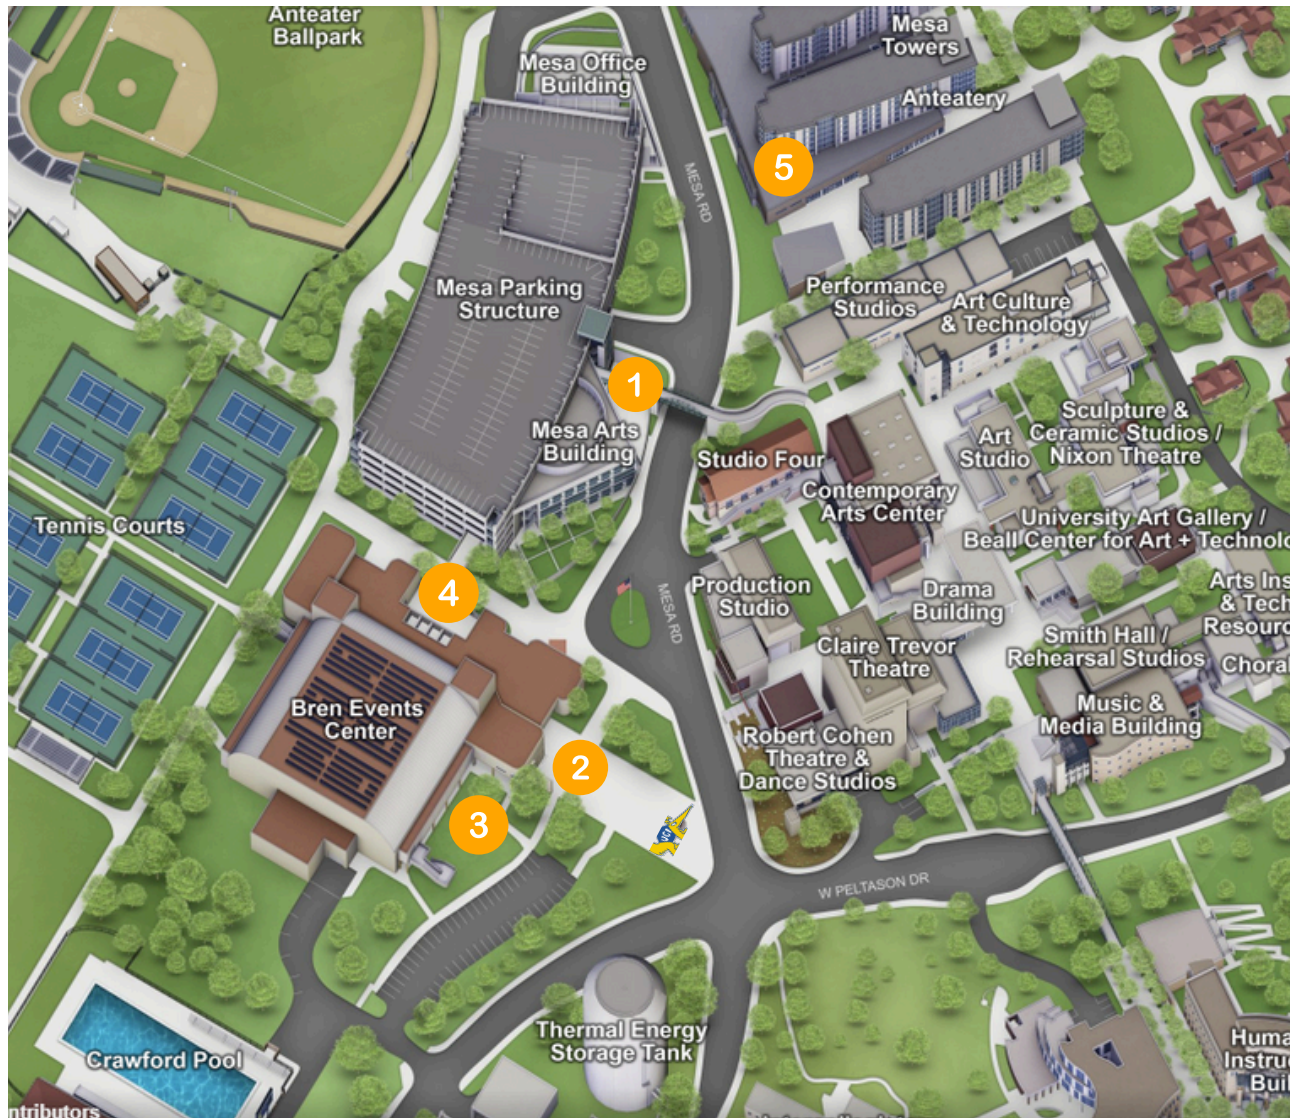 Anteater
Ballpark
Mesa Office
Building
Mesa
Towers
Anteatery
5
MESA RD
Mesa Parking
Structure
Performance
Studios
Art Culture
& Technology
1
Mesa Arts
Building
Studio Four
Art
Studio
Sculpture &
Ceramic Studios /
Nixon Theatre
Contemporary
Arts Center
University Art Gallery /
Beall Center for Art + Technolo
Tennis Courts
4
Production
Studio
MESA RD
Drama
Building
Arts Ins
& Tech
Resourc
Claire Trevor
Theatre
Smith Hall /
Rehearsal Studios
Choral
Bren Events
Center
Music &
Media Building
Robert Cohen
Theatre &
Dance Studios
2
3
UCI
W PELTASON DR
Thermal Energy
Storage Tank
Crawford Pool
Huma
Instruc
Buil
ntributors